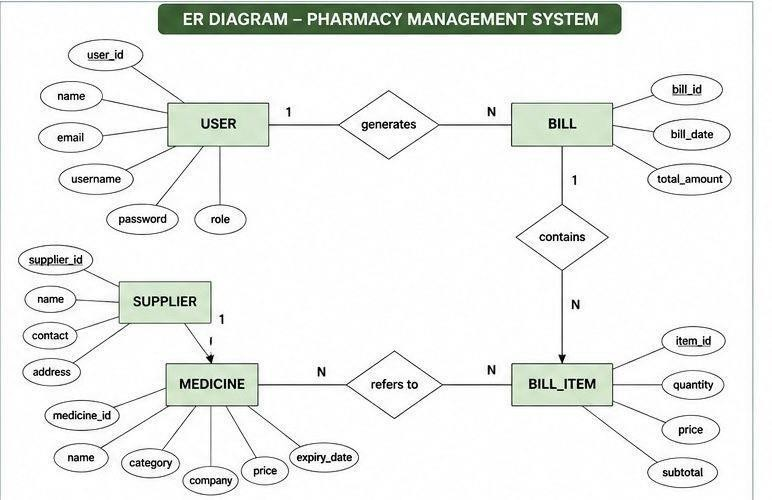 ER DIAGRAM – PHARMACY MANAGEMENT SYSTEM
user_id
name
email
username
password
role
USER
1
generates
N
BILL
bill_id
bill_date
total_amount
1
contains
N
supplier_id
name
contact
address
SUPPLIER
1
MEDICINE
N
refers to
N
BILL_ITEM
item_id
quantity
price
subtotal
medicine_id
name
category
company
price
expiry_date